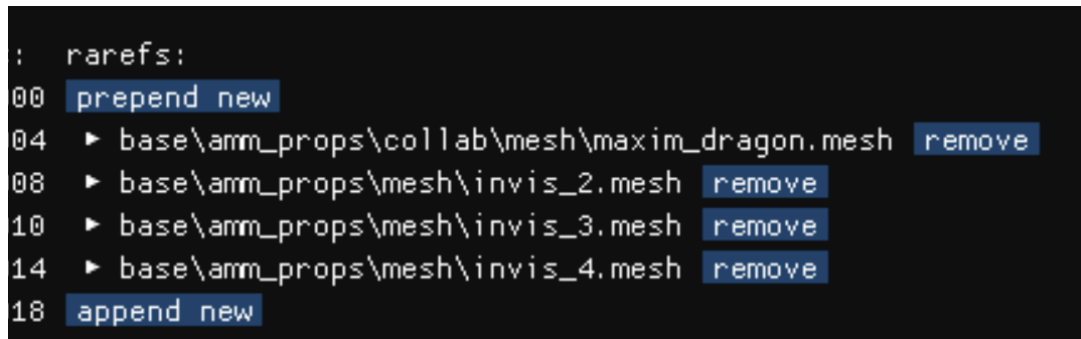 : rarefs:
00 prepend new
04 ▸ base\amm_props\collab\mesh\maxim_dragon.mesh remove
08 ▸ base\amm_props\mesh\invis_2.mesh remove
10 ▸ base\amm_props\mesh\invis_3.mesh remove
14 ▸ base\amm_props\mesh\invis_4.mesh remove
18 append new